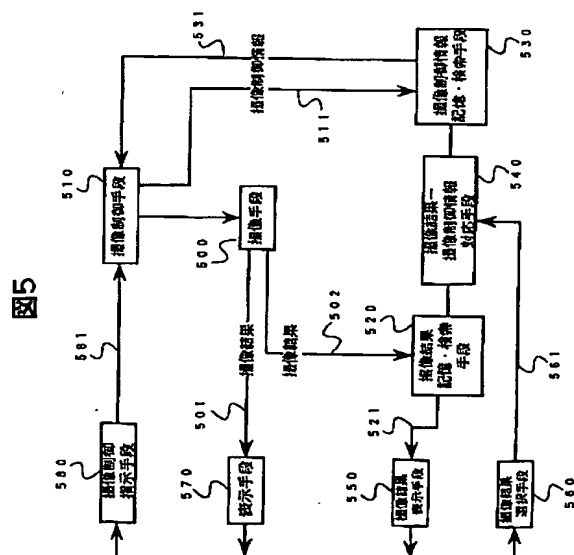 図5
580
撮像制御
指示手段
581
510
撮像制御手段
531
撮像制御情報
511
530
撮像制御情報
記憶・検索手段
500
撮像手段
570
表示手段
501
撮像結果
撮像結果
502
540
撮像結果ー
撮像制御情報
対応手段
520
撮像結果
記憶・検索
手段
521
550
撮像結果
表示手段
561
560
撮像結果
選択手段